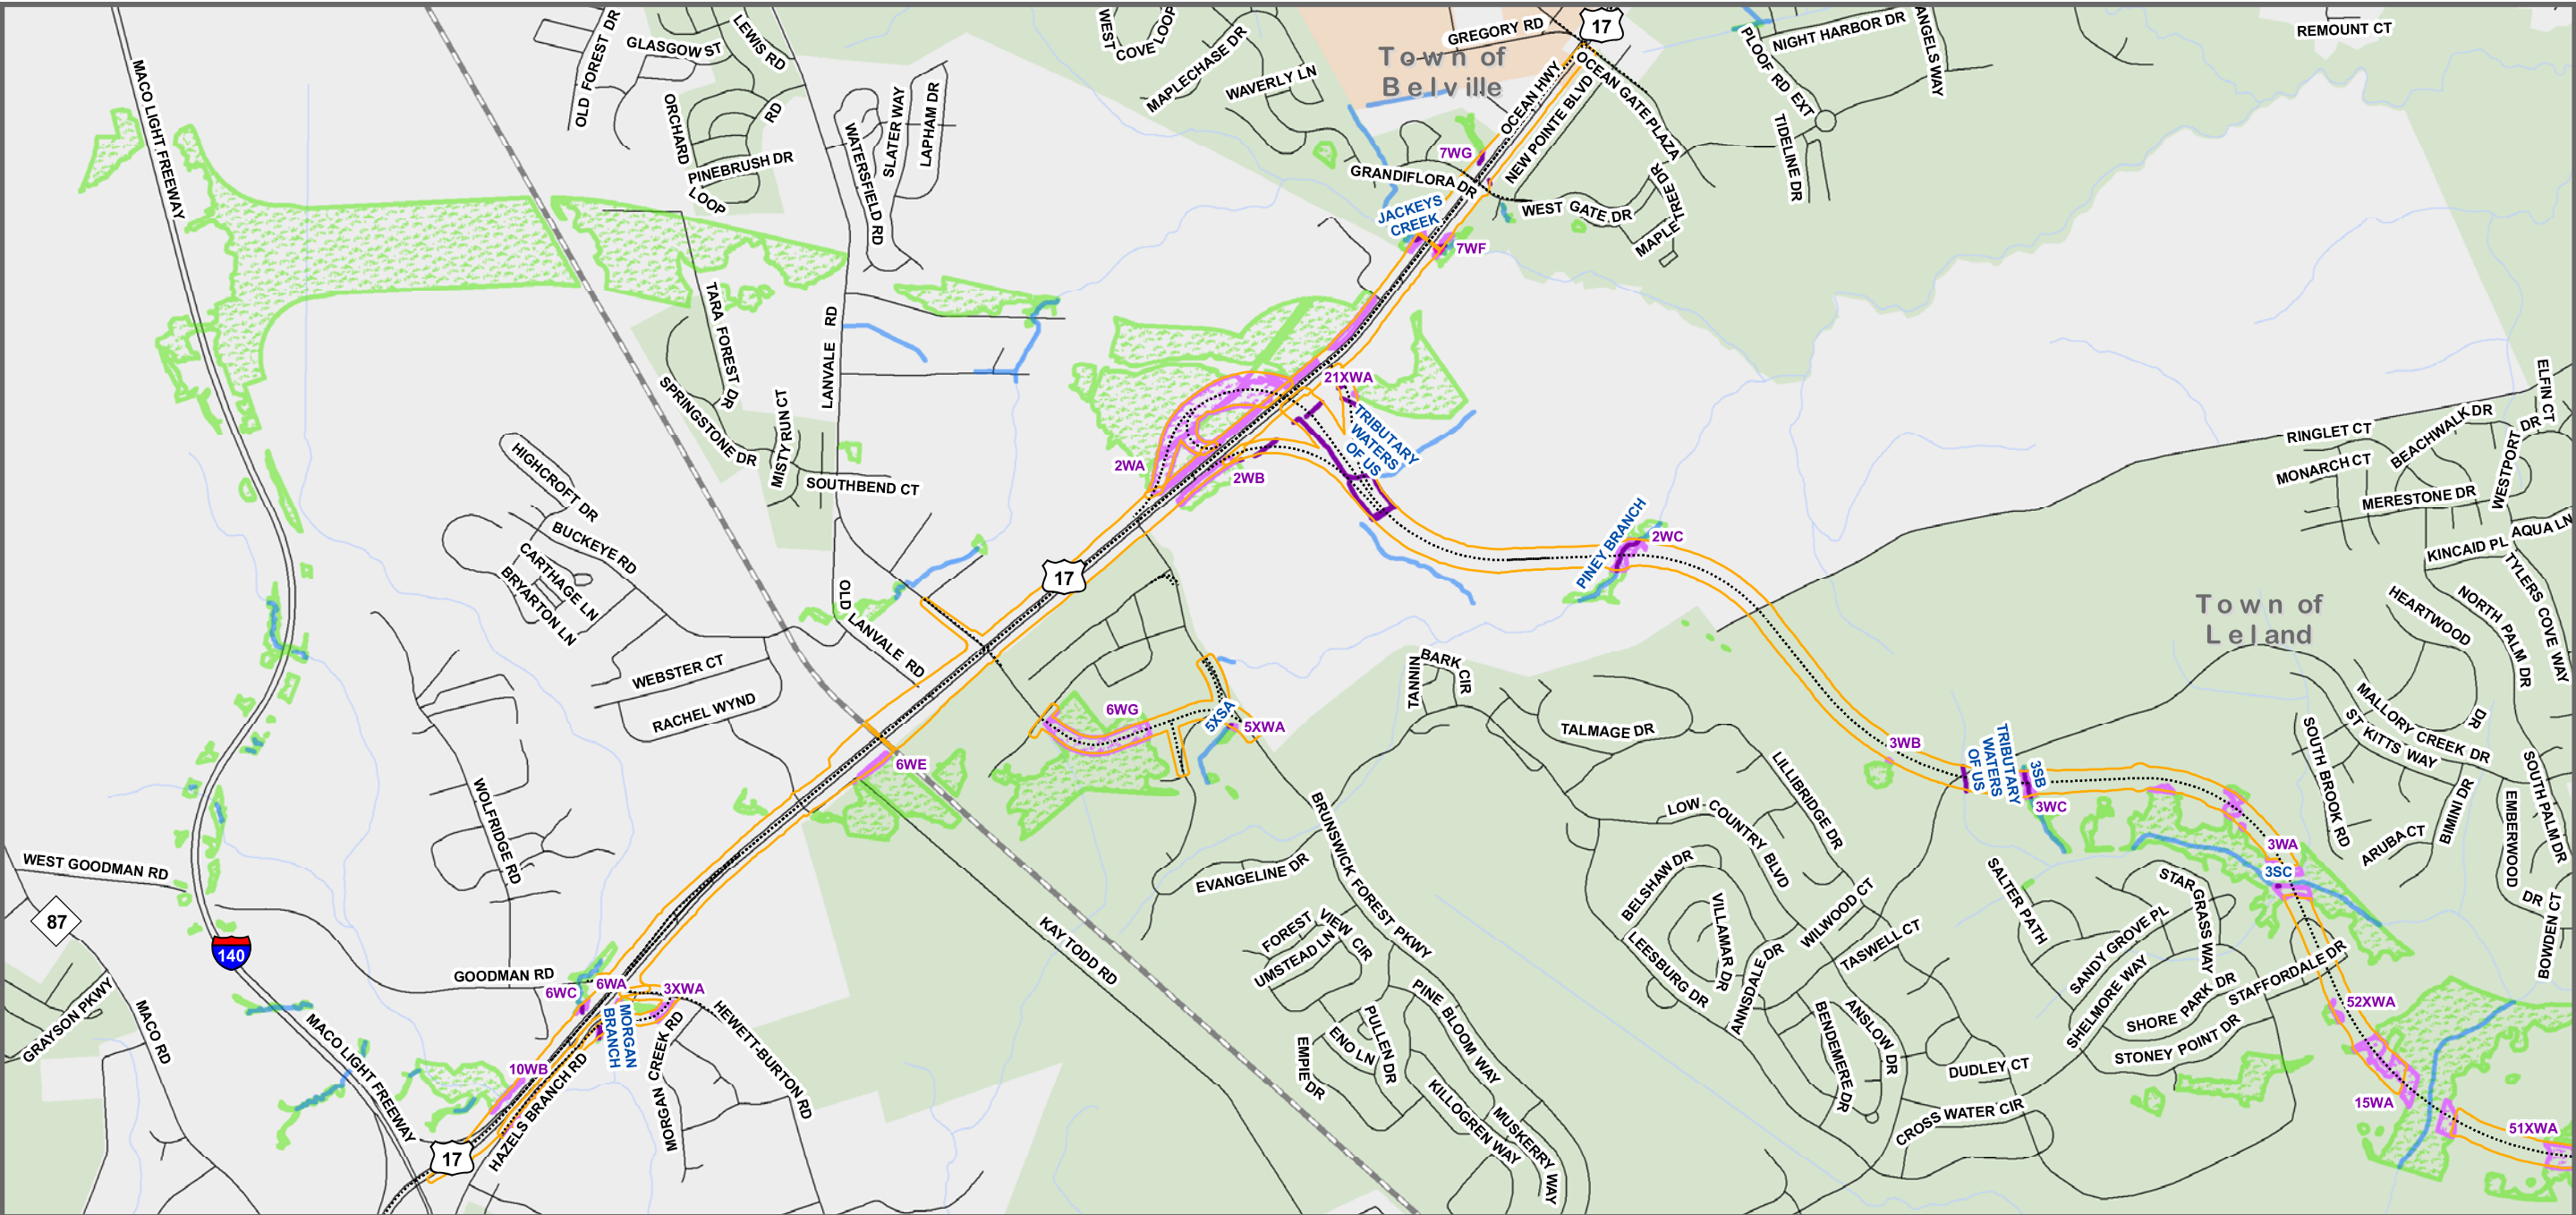 MACO LIGHT FREEWAY
OLD FOREST DR
GLASGOW ST
LEWIS RD
ORCHARD
RD
PINEBRUSH DR
LOOP
WATERSFIELD RD
SLATER WAY
LAPHAM DR
WEST
COVE LOOP
MAPLECHASE DR
WAVERLY LN
Town of
Belville
GREGORY RD
17
OCEAN HWY
NEW POINTE BLVD
OCEAN GATE PLAZA
PLOOF RD EXT
NIGHT HARBOR DR
ANGELS WAY
REMOUNT CT
TIDELINE DR
7WG
GRANDIFLORA DR
WEST GATE DR
MAPLE TREE DR
JACKEYS
CREEK
7WF
TARA FOREST DR
LANVALE RD
SPRINGSTONE DR
MISTY RUN CT
SOUTHBEND CT
21XWA
TRIBUTARY
WATERS
OF US
2WA
2WB
HIGHCROFT DR
BUCKEYE RD
CARTHAGE LN
BRYARTON LN
17
PINEY BRANCH
2WC
ELFIN CT
RINGLET CT
BEACHWALK DR
MONARCH CT
MERESTONE DR
WESTPORT DR
AQUA LN
KINCAID PL
TYLERS COVE WAY
Town of
Leland
HEARTWOOD
DR
NORTH PALM DR
OLD LANVALE RD
WEBSTER CT
RACHEL WYND
TANNIN
BARK
CIR
6WG
5XSA
5XWA
TALMAGE DR
6WE
3WB
TRIBUTARY
WATERS
OF US
3SB
3WC
MALLORY CREEK DR
ST KITTS WAY
SOUTH BROOK RD
SOUTH PALM DR
LILLIBRIDGE DR
LOW COUNTRY BLVD
WOLFRIDGE RD
BRUNSWICK FOREST PKWY
EVANGELINE DR
BELSHAW DR
VILLAMAR DR
WILWOOD CT
SALTER PATH
3WA
3SC
ARUBA CT
BIMINI DR
EMBERWOOD
DR
BOWDEN CT
STAR GRASS WAY
WEST GOODMAN RD
87
140
GOODMAN RD
KAY TODD RD
FOREST
VIEW CIR
UMSTEAD LN
LEESBURG DR
ANNSDALE DR
TASWELL CT
SANDY GROVE PL
SHELMORE WAY
SHORE PARK DR
STAFFORDALE DR
STONEY POINT DR
52XWA
6WC
6WA
3XWA
MORGAN
BRANCH
HEWETT-BURTON RD
MORGAN CREEK RD
GRAYSON PKWY
MACO RD
MACO LIGHT FREEWAY
10WB
HAZELS BRANCH RD
17
EMPIE DR
ENO LN
PULLEN DR
PINE BLOOM WAY
KILLOGREN WAY
MUSKERRY WAY
BENDEMERE DR
ANSLOW DR
DUDLEY CT
CROSS WATER CIR
15WA
51XWA